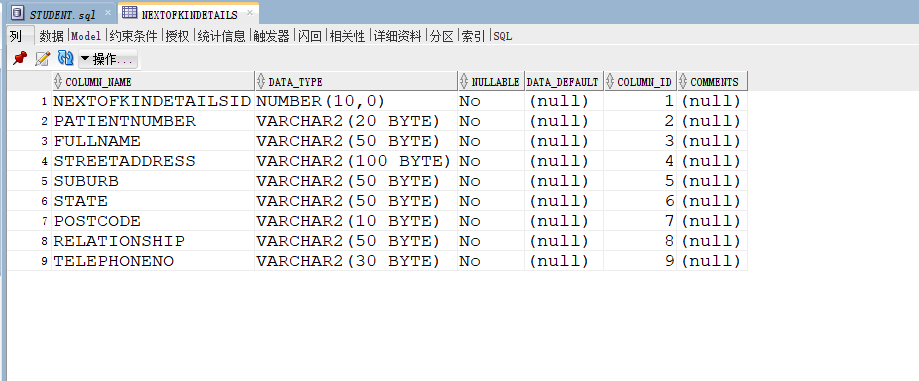 STUDENT.sql × NEXTOFKINDETAILS ×
列 数据 |Model |约束条件 |授权 |统计信息 |触发器 |闪回 |相关性 |详细资料 |分区 |索引 |SQL
操作...
COLUMN_NAME DATA_TYPE NULLABLE DATA_DEFAULT COLUMN_ID COMMENTS
1 NEXTOFKINDETAILSID NUMBER(10,0) No (null) 1 (null)
2 PATIENTNUMBER VARCHAR2(20 BYTE) No (null) 2 (null)
3 FULLNAME VARCHAR2(50 BYTE) No (null) 3 (null)
4 STREETADDRESS VARCHAR2(100 BYTE) No (null) 4 (null)
5 SUBURB VARCHAR2(50 BYTE) No (null) 5 (null)
6 STATE VARCHAR2(50 BYTE) No (null) 6 (null)
7 POSTCODE VARCHAR2(10 BYTE) No (null) 7 (null)
8 RELATIONSHIP VARCHAR2(50 BYTE) No (null) 8 (null)
9 TELEPHONENO VARCHAR2(30 BYTE) No (null) 9 (null)